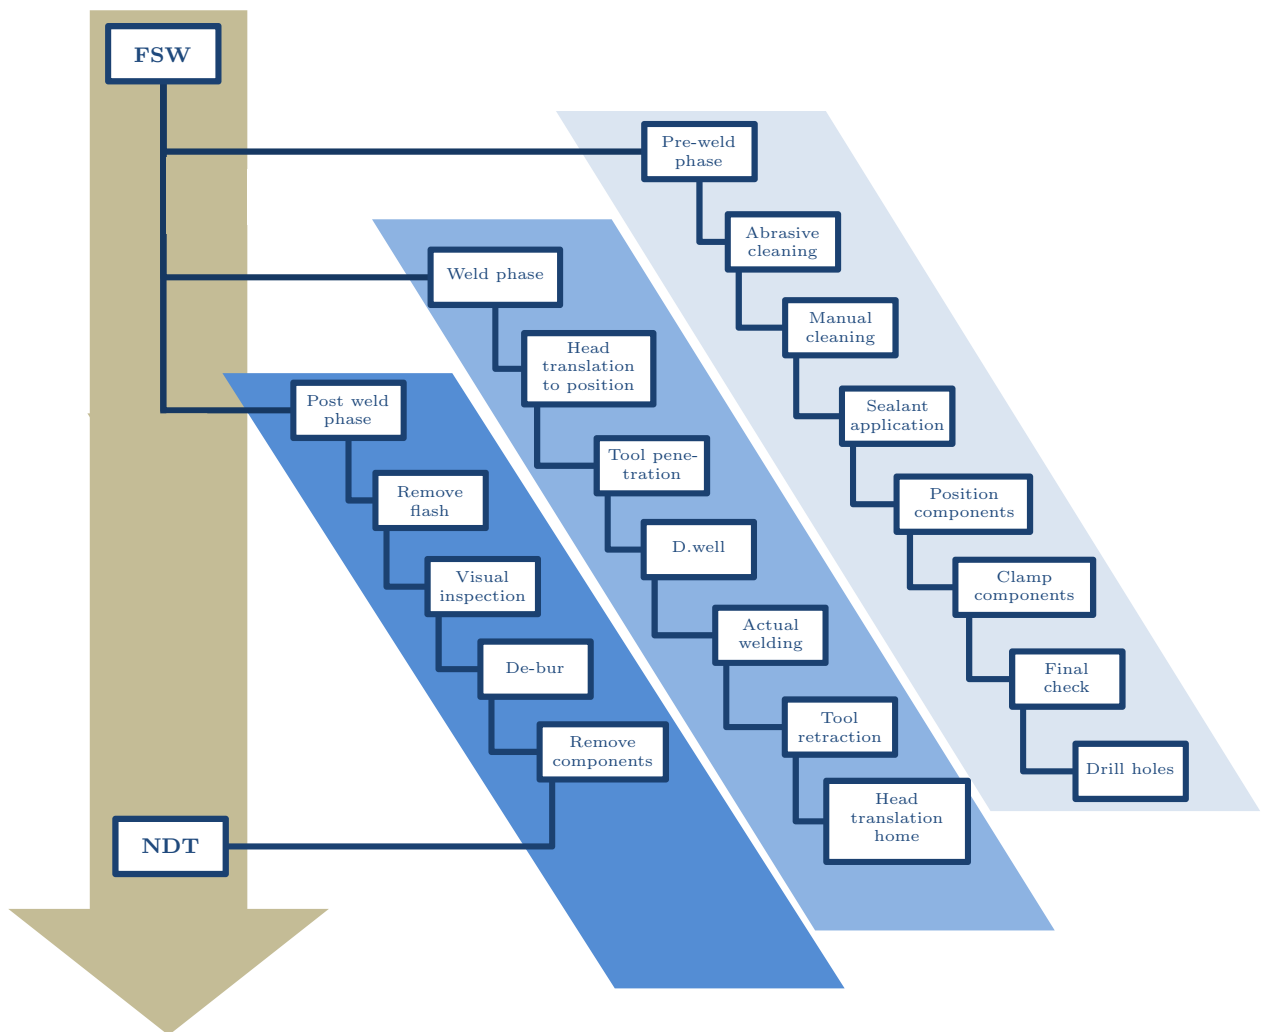 FSW
Pre-weld
phase
Abrasive
cleaning
Manual
cleaning
Sealant
application
Position
components
Clamp
components
Final
check
Drill holes
Weld phase
Head
translation
to position
Tool pene-
tration
D.well
Actual
welding
Tool
retraction
Head
translation
home
Post weld
phase
Remove
flash
Visual
inspection
De-bur
Remove
components
NDT